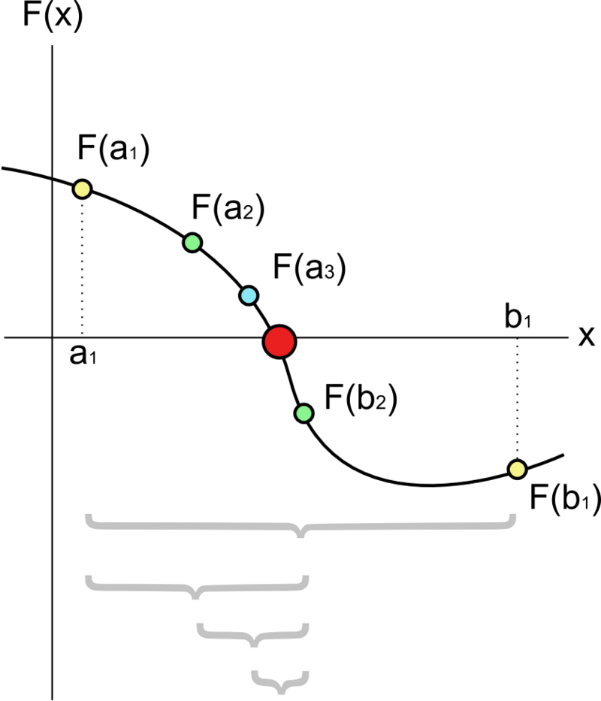 F(x)
F(a₁)
F(a₂)
F(a₃)
b₁
x
a₁
F(b₂)
F(b₁)